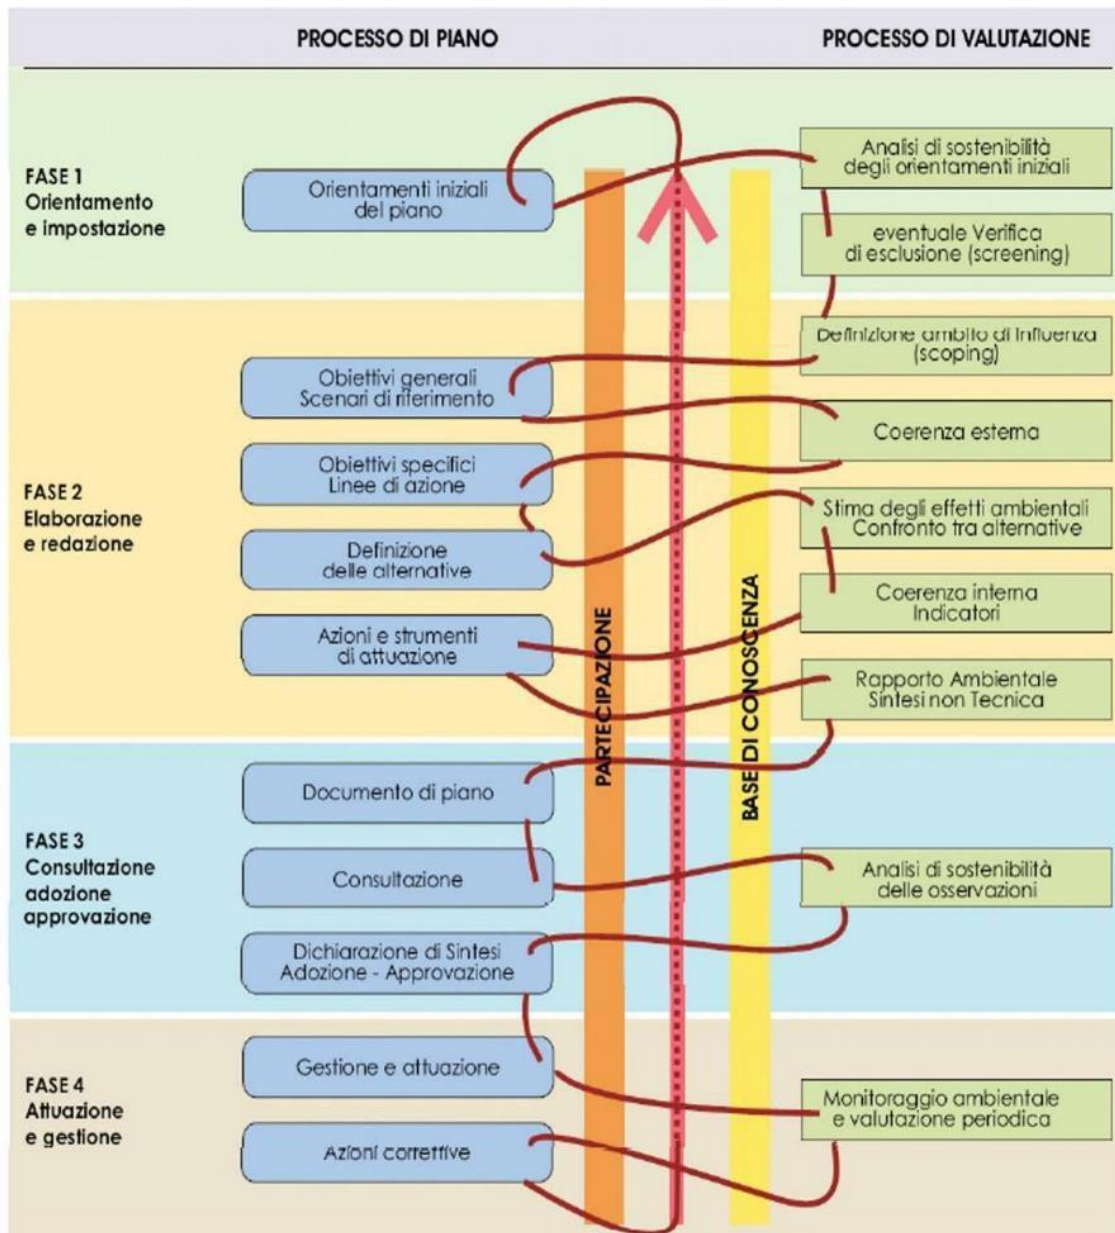 PROCESSO DI PIANO
PROCESSO DI VALUTAZIONE
FASE 1
Orientamento
e impostazione
Orientamenti iniziali
del piano
Analisi di sostenibilità
degli orientamenti iniziali
eventuale Verifica
di esclusione (screening)
FASE 2
Elaborazione
e redazione
Obiettivi generali
Scenari di riferimento
Definizione ambito di influenza
(scoping)
Coerenza esterna
Obiettivi specifici
Linee di azione
Definizione
delle alternative
Stima degli effetti ambientali
Confronto tra alternative
Coerenza interna
Indicatori
Azioni e strumenti
di attuazione
Rapporto Ambientale
Sintesi non Tecnica
PARTECIPAZIONE
BASE DI CONOSCENZA
FASE 3
Consultazione
adozione
approvazione
Documento di piano
Consultazione
Analisi di sostenibilità
delle osservazioni
Dichiarazione di Sintesi
Adozione - Approvazione
FASE 4
Attuazione
e gestione
Gestione e attuazione
Monitoraggio ambientale
e valutazione periodica
Azioni correttive